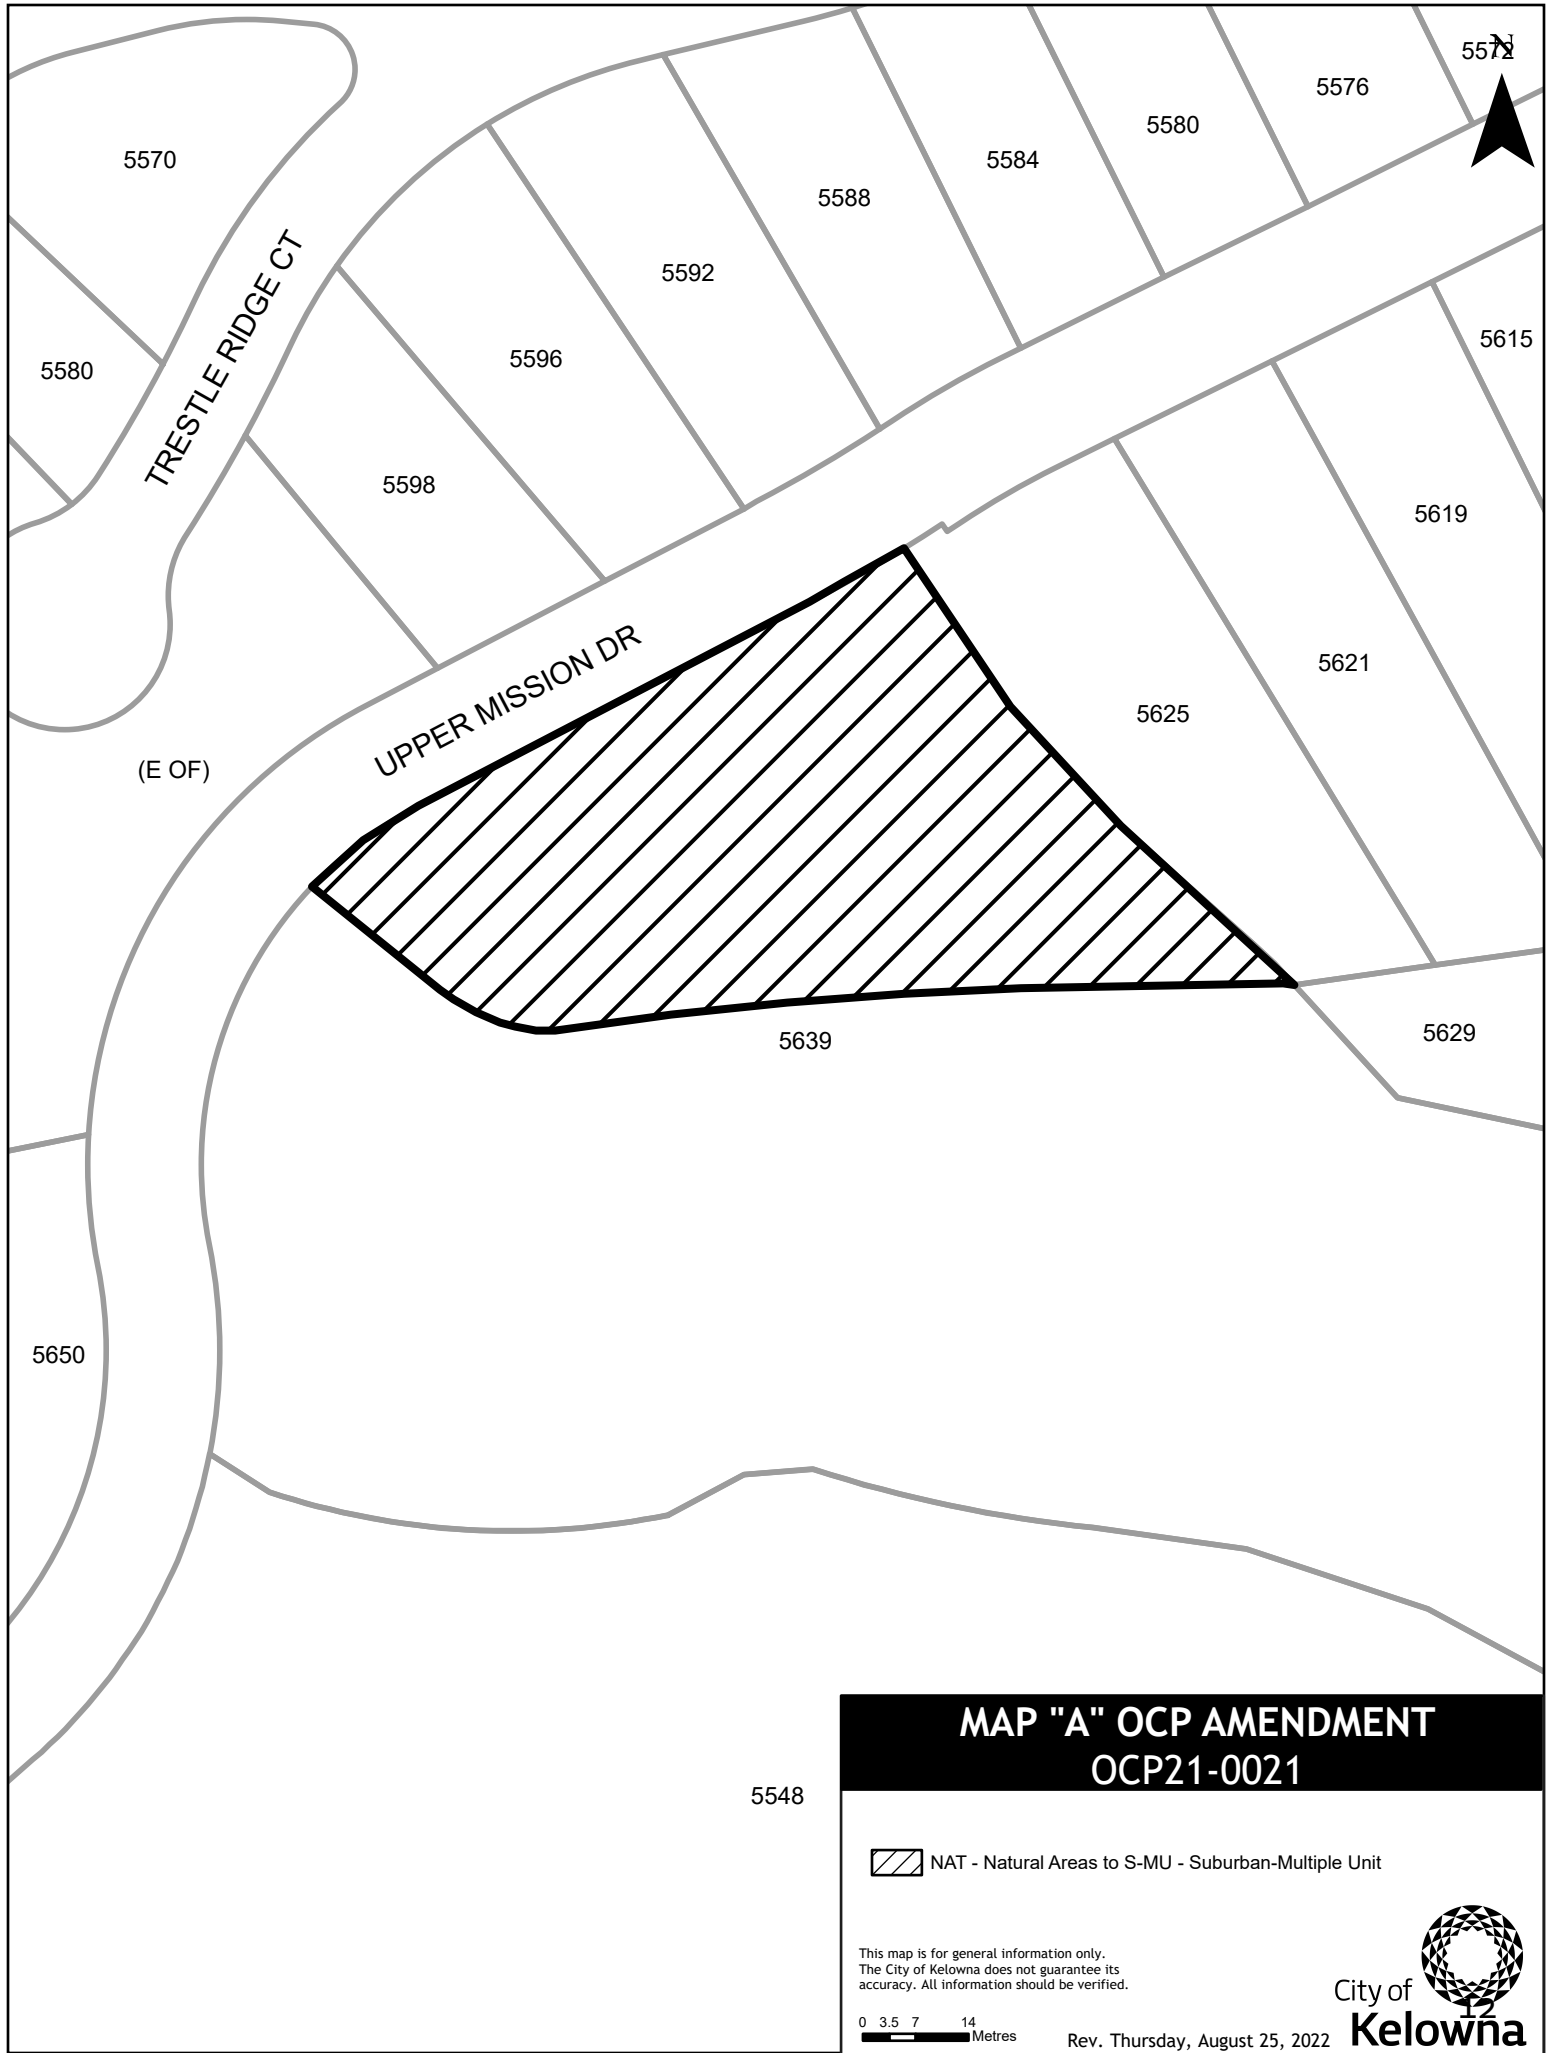 5572
N
5576
5580
5584
5570
5588
5592
TRESTLE RIDGE CT
5615
5596
5580
5598
5619
UPPER MISSION DR
5621
5625
(E OF)
5639
5629
5650
MAP "A" OCP AMENDMENT
OCP21-0021
5548
NAT - Natural Areas to S-MU - Suburban-Multiple Unit
This map is for general information only.
The City of Kelowna does not guarantee its
accuracy. All information should be verified.
City of
Kelowna
12
0 3.5 7 14
Metres
Rev. Thursday, August 25, 2022